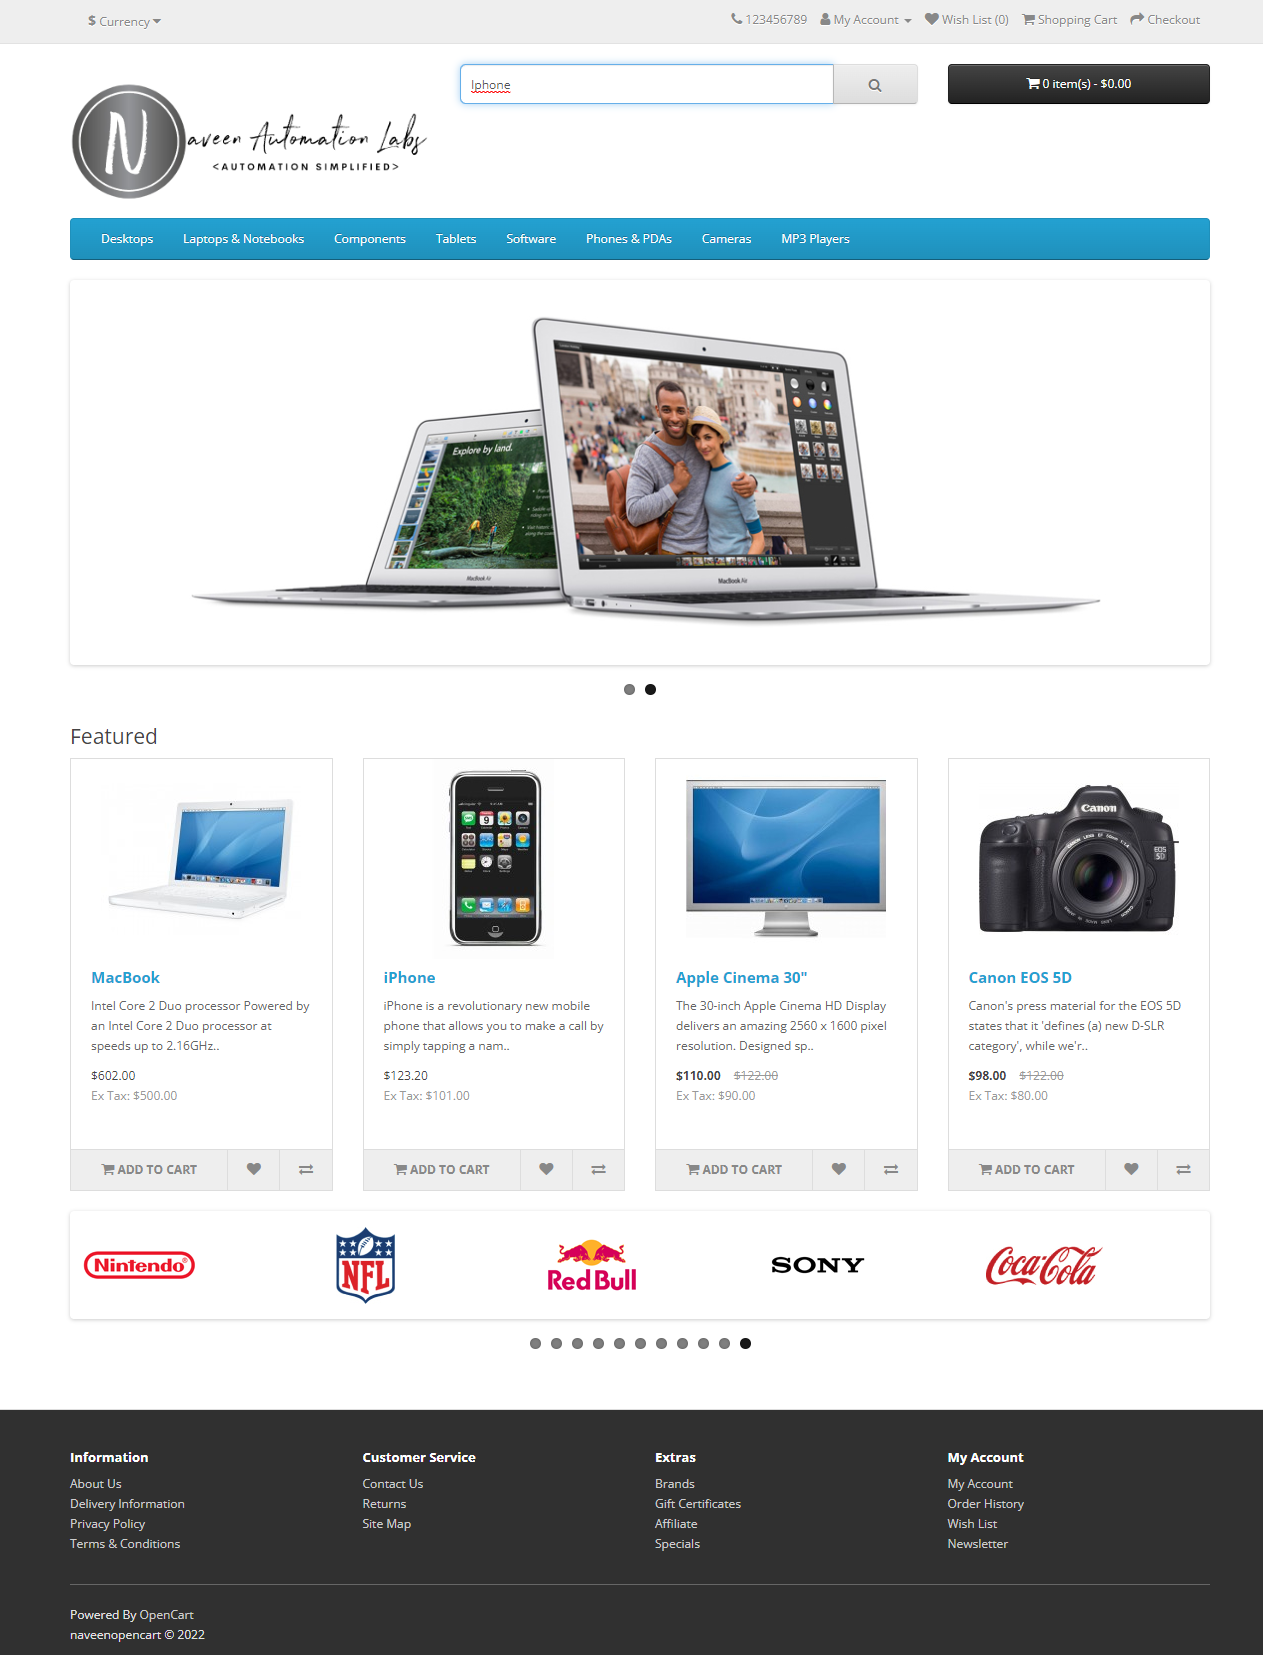 $ Currency
123456789 My Account Wish List (0) Shopping Cart Checkout
Iphone
0 item(s) - $0.00
N
aveen Automation Labs
<AUTOMATION SIMPLIFIED>
Desktops Laptops & Notebooks Components Tablets Software Phones & PDAs Cameras MP3 Players
Explore by land.
MacBook Air
MacBook Air
Featured
Canon
EOS
5D
MacBook
Intel Core 2 Duo processor Powered by
an Intel Core 2 Duo processor at
speeds up to 2.16GHz..
$602.00
Ex Tax: $500.00
ADD TO CART
iPhone
iPhone is a revolutionary new mobile
phone that allows you to make a call by
simply tapping a nam..
$123.20
Ex Tax: $101.00
ADD TO CART
Apple Cinema 30"
The 30-inch Apple Cinema HD Display
delivers an amazing 2560 x 1600 pixel
resolution. Designed sp..
$110.00 $122.00
Ex Tax: $90.00
ADD TO CART
Canon EOS 5D
Canon's press material for the EOS 5D
states that it 'defines (a) new D-SLR
category', while we'r..
$98.00 $122.00
Ex Tax: $80.00
ADD TO CART
Nintendo®
NFL
Red Bull
SONY
Coca-Cola
Information
About Us
Delivery Information
Privacy Policy
Terms & Conditions
Customer Service
Contact Us
Returns
Site Map
Extras
Brands
Gift Certificates
Affiliate
Specials
My Account
My Account
Order History
Wish List
Newsletter
Powered By OpenCart
naveenopencart © 2022